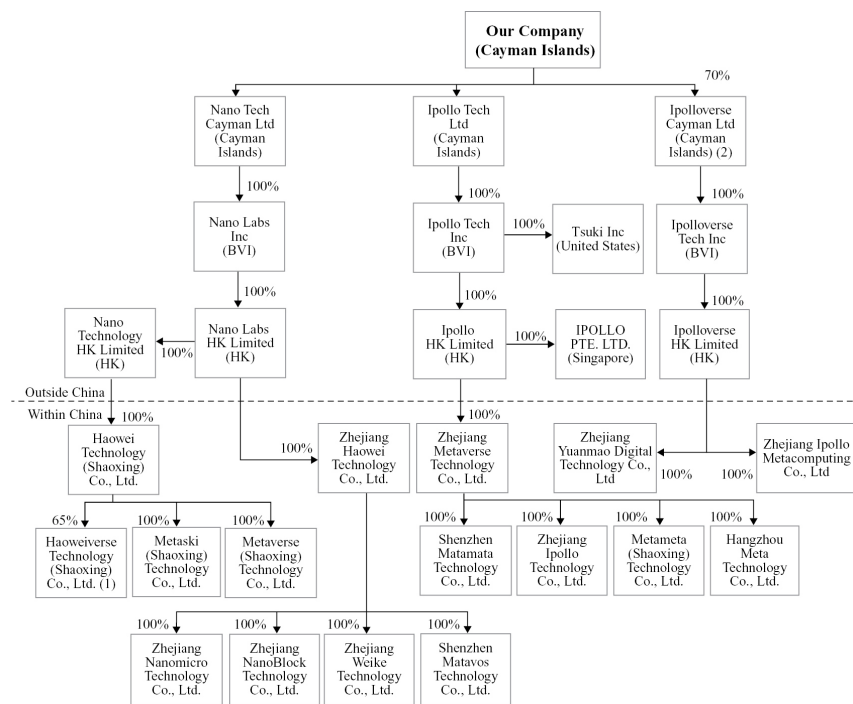 Our Company
(Cayman Islands)
70%
Nano Tech
Cayman Ltd
(Cayman
Islands)
Ipollo Tech
Ltd
(Cayman
Islands)
Ipolloverse
Cayman Ltd
(Cayman
Islands) (2)
100%
100%
100%
Nano Labs
Inc
(BVI)
Ipollo Tech
Inc
(BVI)
100%
Tsuki Inc
(United States)
Ipolloverse
Tech Inc
(BVI)
100%
100%
100%
Nano
Technology
HK Limited
(HK)
100%
Nano Labs
HK Limited
(HK)
Ipollo
HK Limited
(HK)
100%
IPOLLO
PTE. LTD.
(Singapore)
Ipolloverse
HK Limited
(HK)
Outside China
Within China
100%
100%
Haowei
Technology
(Shaoxing)
Co., Ltd.
100%
Zhejiang
Haowei
Technology
Co., Ltd.
Zhejiang
Metaverse
Technology
Co., Ltd.
Zhejiang
Yuanmao Digital
Technology Co.,
Ltd
100%
100%
Zhejiang Ipollo
Metacomputing
Co., Ltd
65%
100%
100%
100%
100%
100%
100%
Haoweiverse
Technology
(Shaoxing)
Co., Ltd. (1)
Metaski
(Shaoxing)
Technology
Co., Ltd.
Metaverse
(Shaoxing)
Technology
Co., Ltd.
Shenzhen
Matamata
Technology
Co., Ltd.
Zhejiang
Ipollo
Technology
Co., Ltd.
Metameta
(Shaoxing)
Technology
Co., Ltd.
Hangzhou
Meta
Technology
Co., Ltd.
100%
100%
100%
100%
Zhejiang
Nanomicro
Technology
Co., Ltd.
Zhejiang
NanoBlock
Technology
Co., Ltd.
Zhejiang
Weike
Technology
Co., Ltd.
Shenzhen
Matavos
Technology
Co., Ltd.